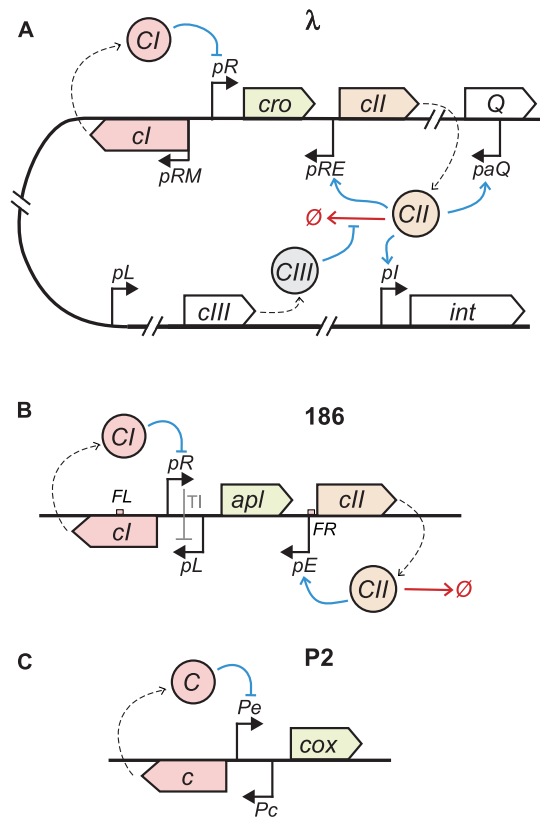 A
λ
CI
pR
cro
cII
Q
cI
pRM
pRE
paQ
Ø
CII
CIII
pL
pI
cIII
int
B
186
CI
pR
FL
TI
apI
cII
cI
FR
pL
pE
CII
Ø
C
P2
C
Pe
cox
c
Pc